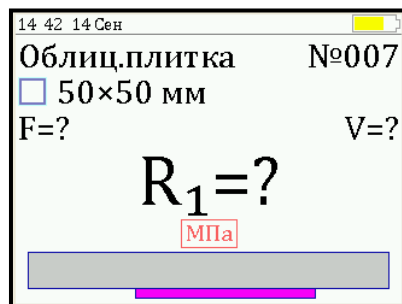 14 42 14 Сен
Облиц.плитка №007
50×50 мм
F=? V=?
R₁=?
МПа